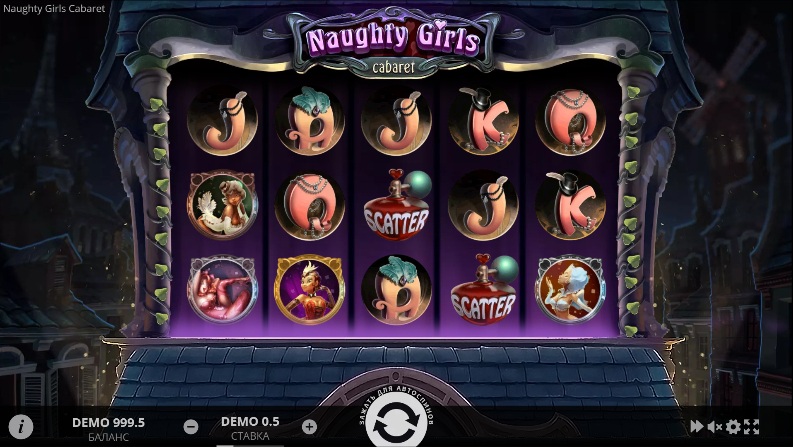 Naughty Girls Cabaret
Naughty Girls
cabaret
J A J K Q
Q SCATTER J K
A SCATTER
ЗАЖАТЬ ДЛЯ АВТОСПИНОВ
i DEMO 999.5 DEMO 0.5
БАЛАНС СТАВКА